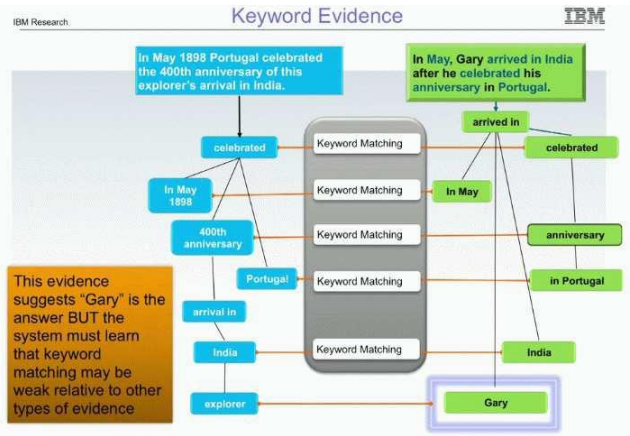 IBM Research
Keyword Evidence
IBM
In May 1898 Portugal celebrated
the 400th anniversary of this
explorer's arrival in India.
In May, Gary arrived in India
after he celebrated his
anniversary in Portugal.
arrived in
celebrated
Keyword Matching
celebrated
In May
1898
Keyword Matching
In May
400th
anniversary
Keyword Matching
anniversary
Portugal
Keyword Matching
in Portugal
arrival in
India
Keyword Matching
India
explorer
Gary
This evidence
suggests "Gary" is the
answer BUT the
system must learn
that keyword
matching may be
weak relative to other
types of evidence